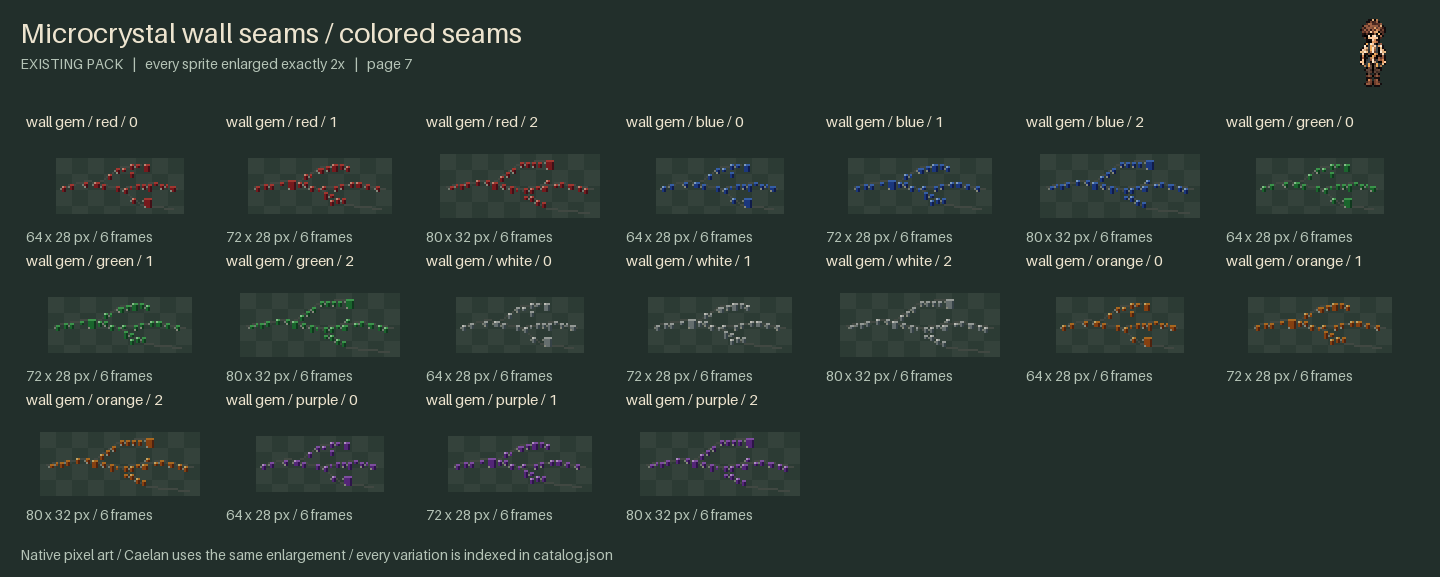 Microcrystal wall seams / colored seams
EXISTING PACK | every sprite enlarged exactly 2x | page 7
wall gem / red / 0 wall gem / red / 1 wall gem / red / 2 wall gem / blue / 0 wall gem / blue / 1 wall gem / blue / 2 wall gem / green / 0
64 x 28 px / 6 frames 72 x 28 px / 6 frames 80 x 32 px / 6 frames 64 x 28 px / 6 frames 72 x 28 px / 6 frames 80 x 32 px / 6 frames 64 x 28 px / 6 frames
wall gem / green / 1 wall gem / green / 2 wall gem / white / 0 wall gem / white / 1 wall gem / white / 2 wall gem / orange / 0 wall gem / orange / 1
72 x 28 px / 6 frames 80 x 32 px / 6 frames 64 x 28 px / 6 frames 72 x 28 px / 6 frames 80 x 32 px / 6 frames 64 x 28 px / 6 frames 72 x 28 px / 6 frames
wall gem / orange / 2 wall gem / purple / 0 wall gem / purple / 1 wall gem / purple / 2
80 x 32 px / 6 frames 64 x 28 px / 6 frames 72 x 28 px / 6 frames 80 x 32 px / 6 frames
Native pixel art / Caelan uses the same enlargement / every variation is indexed in catalog.json